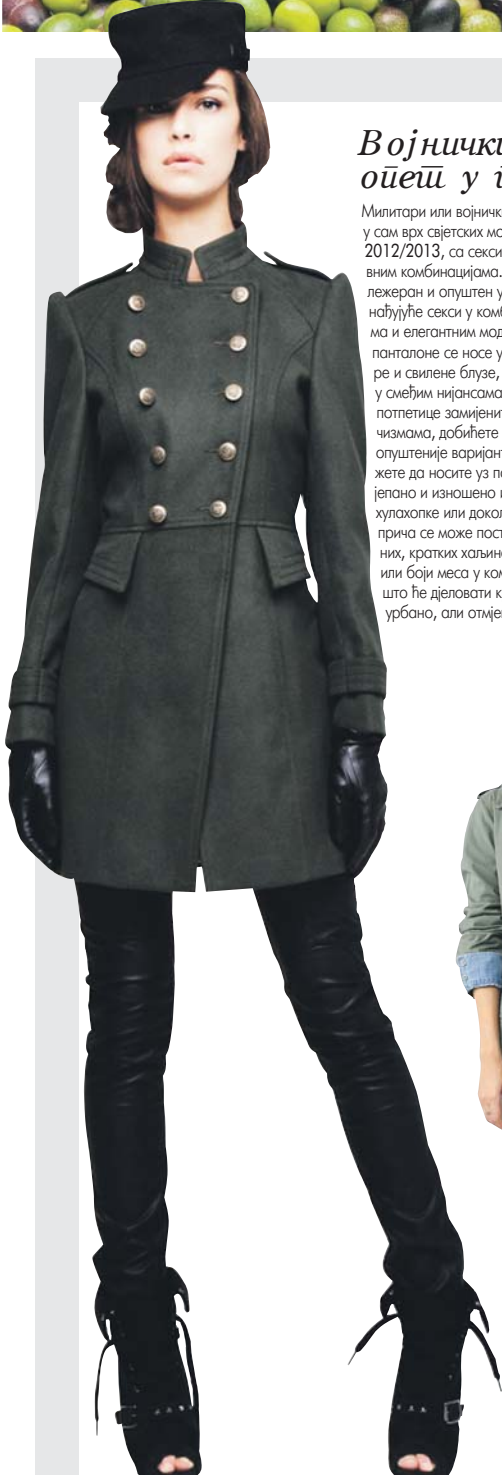 Војнички
опет у
Милитари или војничк
у сам врх свјетских мо
2012/2013, са секси
вним комбинацијама.
лежеран и опуштен у
нађујуће секси у комб
ма и елегантним мод
панталоне се носе у
ре и свилене блузе,
у смеђим нијансама
потпетице замијенит
чизмама, добићете
опуштеније варијант
жете да носите уз по
јепано и изношено и
хулахопке или докол
прича се може пост
них, кратких хаљина
или боји меса у ком
што ће дјеловати к
урбано, али отмје